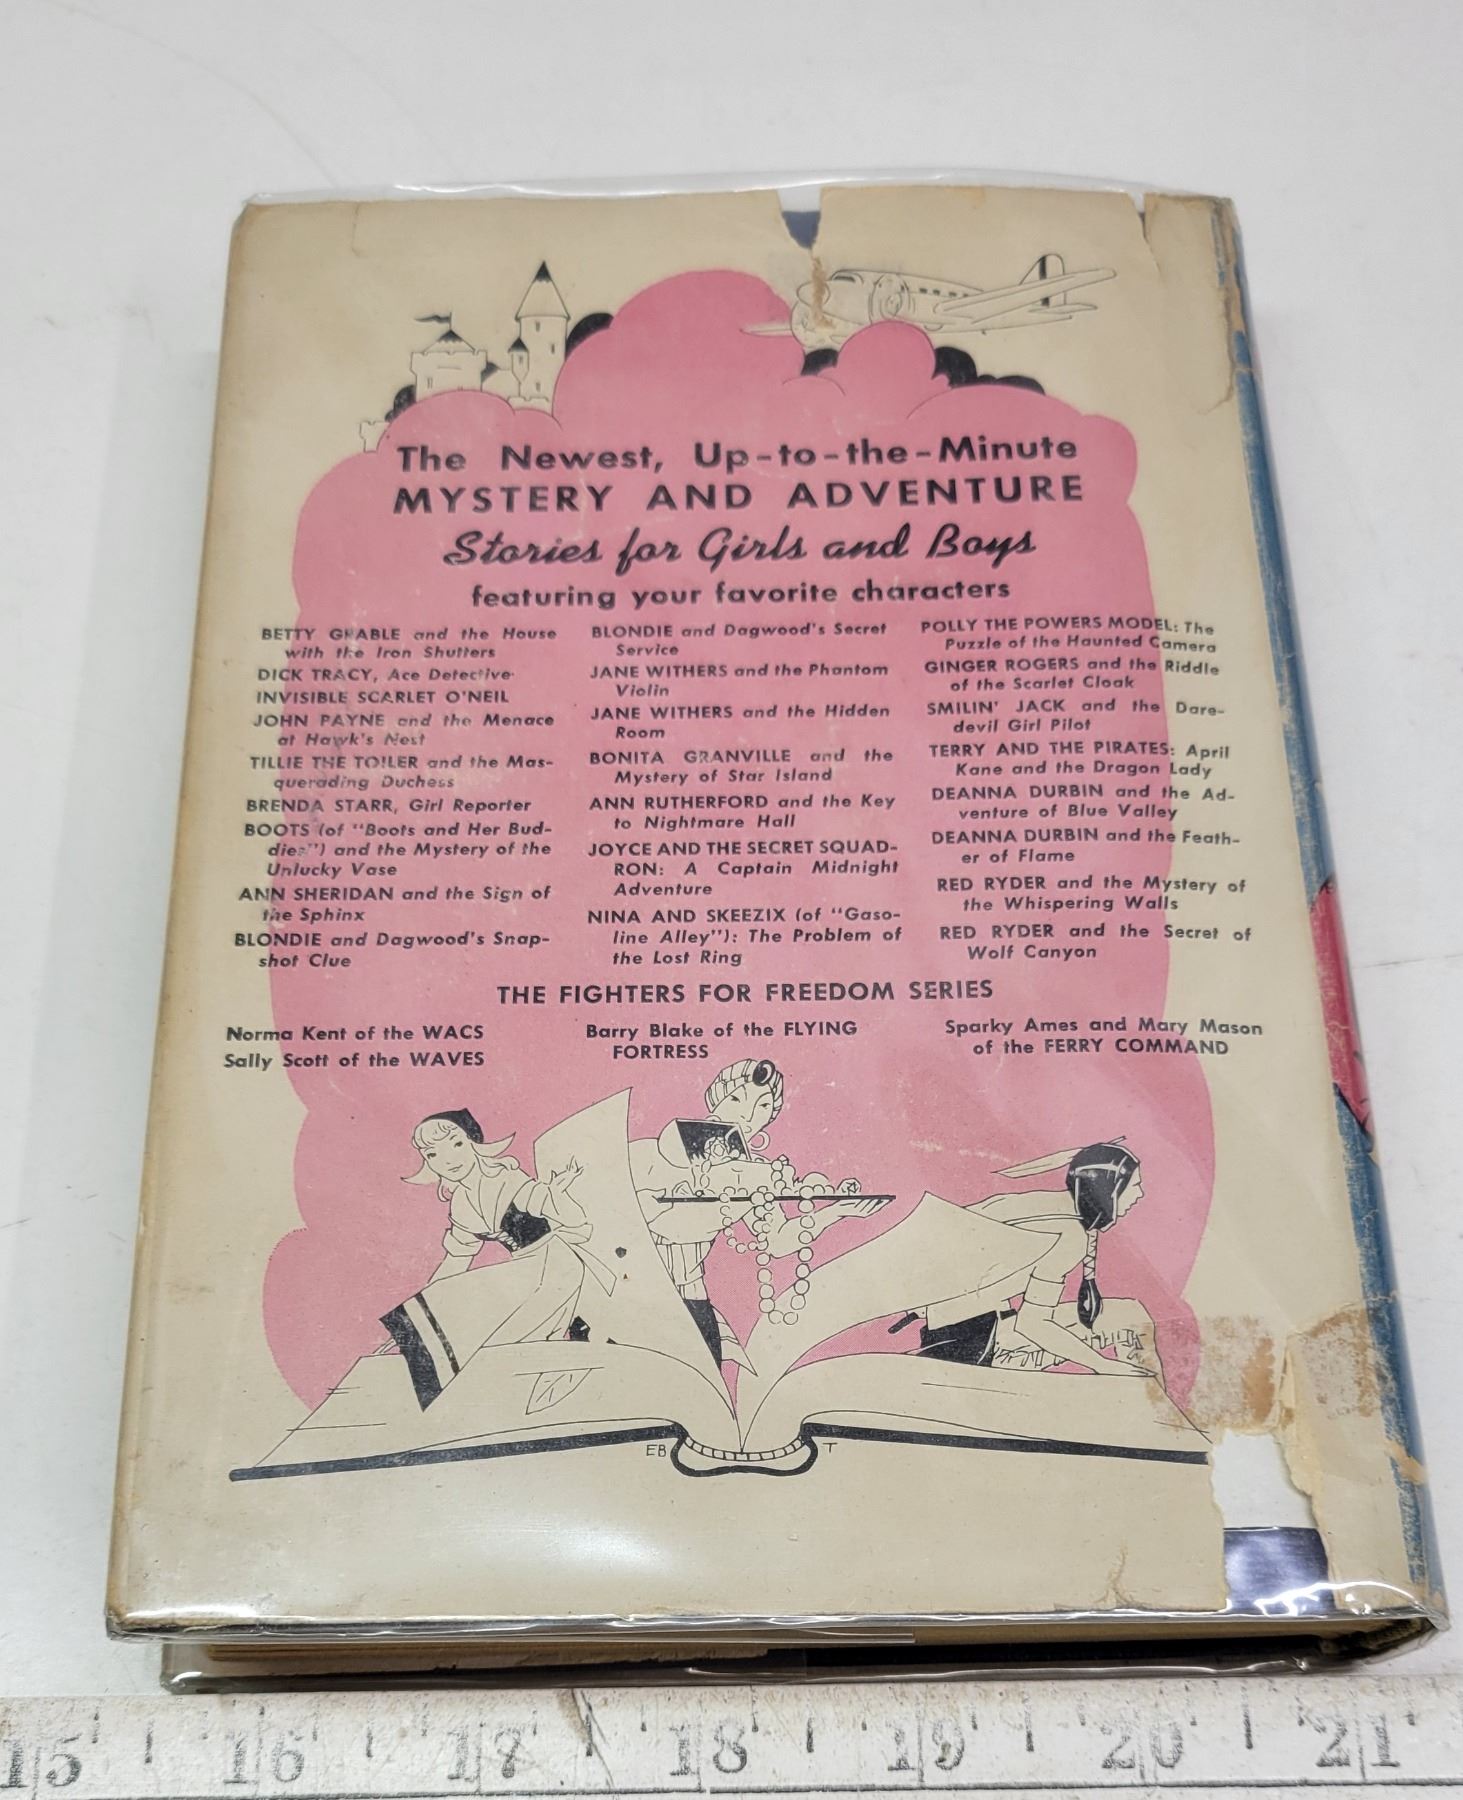 The Newest, Up-to-the-Minute
MYSTERY AND ADVENTURE
Stories for Girls and Boys
featuring your favorite characters
BETTY GRABLE and the House
with the Iron Shutters
DICK TRACY, Ace Detective
INVISIBLE SCARLET O'NEIL
JOHN PAYNE and the Menace
at Hawk's Nest
TILLIE THE TOILER and the Mas-
querading Duchess
BRENDA STARR, Girl Reporter
BOOTS (of "Boots and Her Bud-
dies") and the Mystery of the
Unlucky Vase
ANN SHERIDAN and the Sign of
the Sphinx
BLONDIE and Dagwood's Snap-
shot Clue
BLONDIE and Dagwood's Secret
Service
JANE WITHERS and the Phantom
Violin
JANE WITHERS and the Hidden
Room
BONITA GRANVILLE and the
Mystery of Star Island
ANN RUTHERFORD and the Key
to Nightmare Hall
JOYCE AND THE SECRET SQUAD-
RON: A Captain Midnight
Adventure
NINA AND SKEEZIX (of "Gaso-
line Alley"): The Problem of
the Lost Ring
POLLY THE POWERS MODEL: The
Puzzle of the Haunted Camera
GINGER ROGERS and the Riddle
of the Scarlet Cloak
SMILIN' JACK and the Dare-
devil Girl Pilot
TERRY AND THE PIRATES: April
Kane and the Dragon Lady
DEANNA DURBIN and the Ad-
venture of Blue Valley
DEANNA DURBIN and the Feath-
er of Flame
RED RYDER and the Mystery of
the Whispering Walls
RED RYDER and the Secret of
Wolf Canyon
THE FIGHTERS FOR FREEDOM SERIES
Norma Kent of the WACS
Sally Scott of the WAVES
Barry Blake of the FLYING
FORTRESS
Sparky Ames and Mary Mason
of the FERRY COMMAND
EB T
15 16 17 18 19 20 21